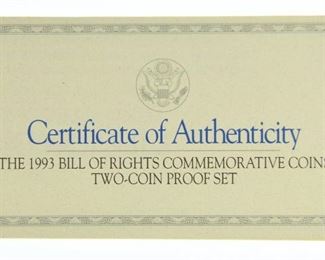 Certificate of Authenticity
THE 1993 BILL OF RIGHTS COMMEMORATIVE COINS
TWO-COIN PROOF SET